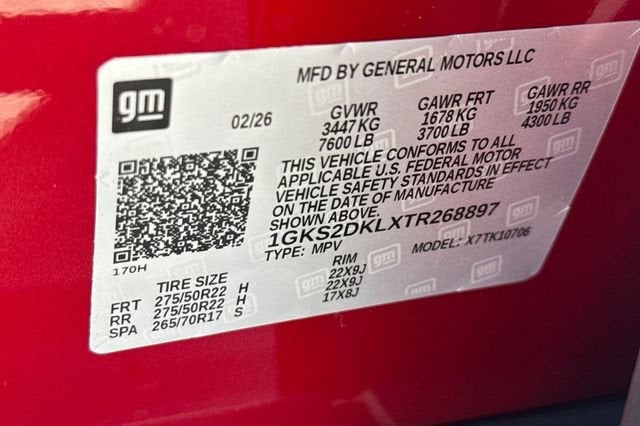 MFD BY GENERAL MOTORS LLC
gm
02/26
GVWR
3447 KG
7600 LB
GAWR FRT
1678 KG
3700 LB
GAWR RR
1950 KG
4300 LB
THIS VEHICLE CONFORMS TO ALL
APPLICABLE U.S. FEDERAL MOTOR
VEHICLE SAFETY STANDARDS IN EFFECT
ON THE DATE OF MANUFACTURE
SHOWN ABOVE.
1GKS2DKLXTR268897
TYPE: MPV
MODEL: X7TK10706
170H
TIRE SIZE
RIM
FRT 275/50R22 H 22X9J
RR 275/50R22 H 22X9J
SPA 265/70R17 S 17X8J